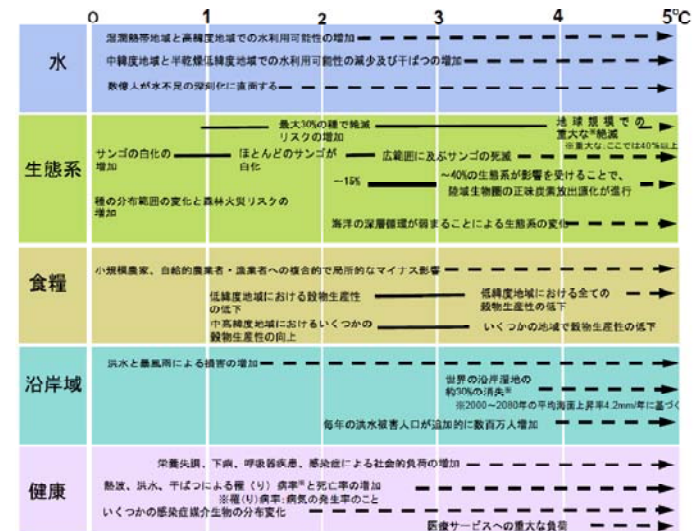 0 1 2 3 4 5℃
水
湿潤熱帯地域と高緯度地域での水利用可能性の増加
中緯度地域と半乾燥低緯度地域での水利用可能性の減少及び干ばつの増加
数億人が水不足の深刻化に直面する
生態系
最大30%の種で絶滅
リスクの増加
地球規模での
重大な※絶滅
※重大な:ここでは40%以上
サンゴの白化の
増加
ほとんどのサンゴが
白化
広範囲に及ぶサンゴの死滅
~15%
~40%の生態系が影響を受けることで、
陸域生物圏の正味炭素放出源化が進行
種の分布範囲の変化と森林火災リスクの
増加
海洋の深層循環が弱まることによる生態系の変化
食糧
小規模農家、自給的農業者・漁業者への複合的で局所的なマイナス影響
低緯度地域における穀物生産性
の低下
低緯度地域における全ての
穀物生産性の低下
中高緯度地域におけるいくつかの
穀物生産性の向上
いくつかの地域で穀物生産性の低下
沿岸域
洪水と暴風雨による損害の増加
世界の沿岸湿地の
約30%の消失※
※2000~2080年の平均海面上昇率4.2mm/年に基づく
毎年の洪水被害人口が追加的に数百万人増加
健康
栄養失調、下痢、呼吸器疾患、感染症による社会的負荷の増加
熱波、洪水、干ばつによる罹(り)病率※と死亡率の増加
※罹(り)病率:病気の発生率のこと
いくつかの感染症媒介生物の分布変化
医療サービスへの重大な負荷